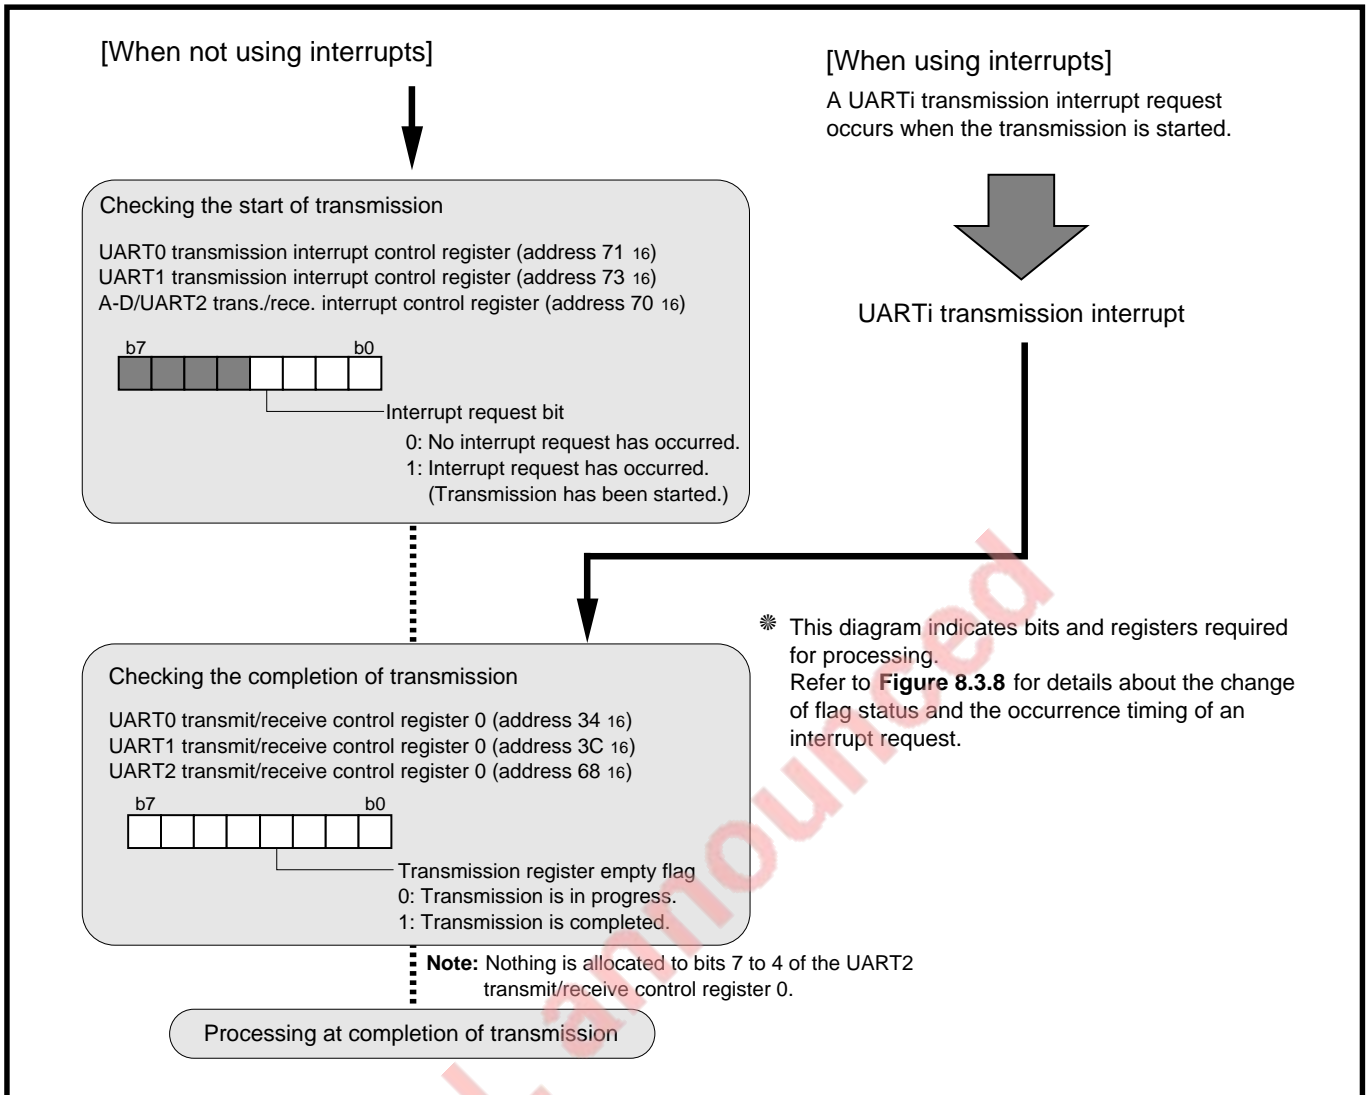 [When not using interrupts]
[When using interrupts]
A UARTi transmission interrupt request
occurs when the transmission is started.
Checking the start of transmission
UART0 transmission interrupt control register (address 71 16)
UART1 transmission interrupt control register (address 73 16)
A-D/UART2 trans./rece. interrupt control register (address 70 16)
b7 b0
Interrupt request bit
0: No interrupt request has occurred.
1: Interrupt request has occurred.
(Transmission has been started.)
UARTi transmission interrupt
Checking the completion of transmission
UART0 transmit/receive control register 0 (address 34 16)
UART1 transmit/receive control register 0 (address 3C 16)
UART2 transmit/receive control register 0 (address 68 16)
b7 b0
Transmission register empty flag
0: Transmission is in progress.
1: Transmission is completed.
※ This diagram indicates bits and registers required
for processing.
Refer to Figure 8.3.8 for details about the change
of flag status and the occurrence timing of an
interrupt request.
Note: Nothing is allocated to bits 7 to 4 of the UART2
transmit/receive control register 0.
Processing at completion of transmission
announced